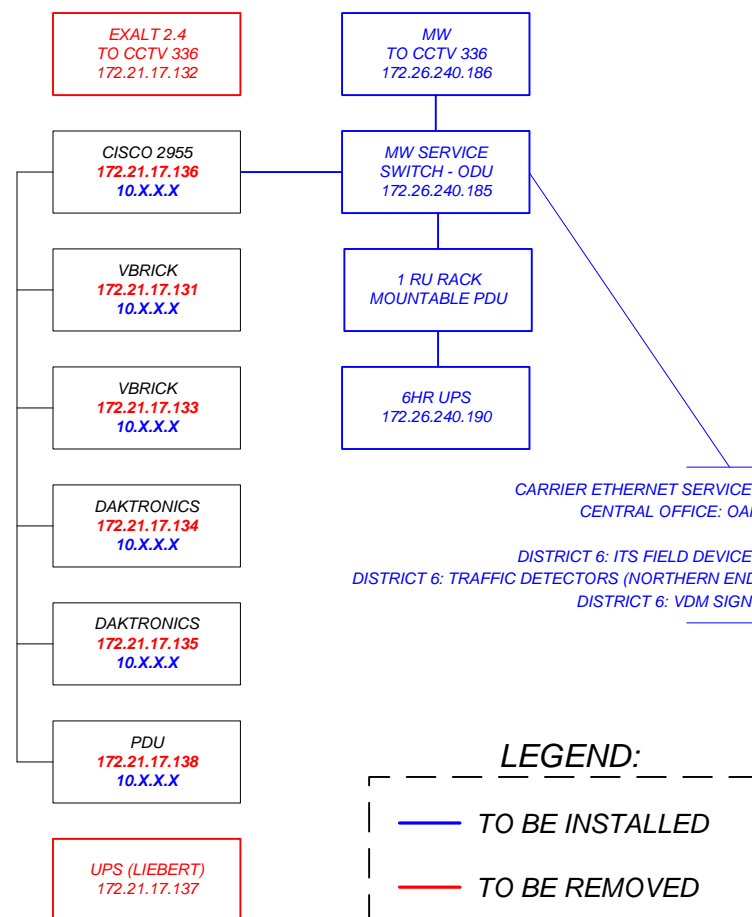 EXALT 2.4
TO CCTV 336
172.21.17.132
MW
TO CCTV 336
172.26.240.186
CISCO 2955
172.21.17.136
10.X.X.X
MW SERVICE
SWITCH - ODU
172.26.240.185
VBRICK
172.21.17.131
10.X.X.X
1 RU RACK
MOUNTABLE PDU
VBRICK
172.21.17.133
10.X.X.X
6HR UPS
172.26.240.190
DAKTRONICS
172.21.17.134
10.X.X.X
CARRIER ETHERNET SERVICE
CENTRAL OFFICE:
DISTRICT 6: ITS FIELD DEVICE
DISTRICT 6: TRAFFIC DETECTORS (NORTHERN END
DISTRICT 6: VDM SIGN
DAKTRONICS
172.21.17.135
10.X.X.X
PDU
172.21.17.138
10.X.X.X
UPS (LIEBERT)
172.21.17.137
LEGEND:
TO BE INSTALLED
TO BE REMOVED